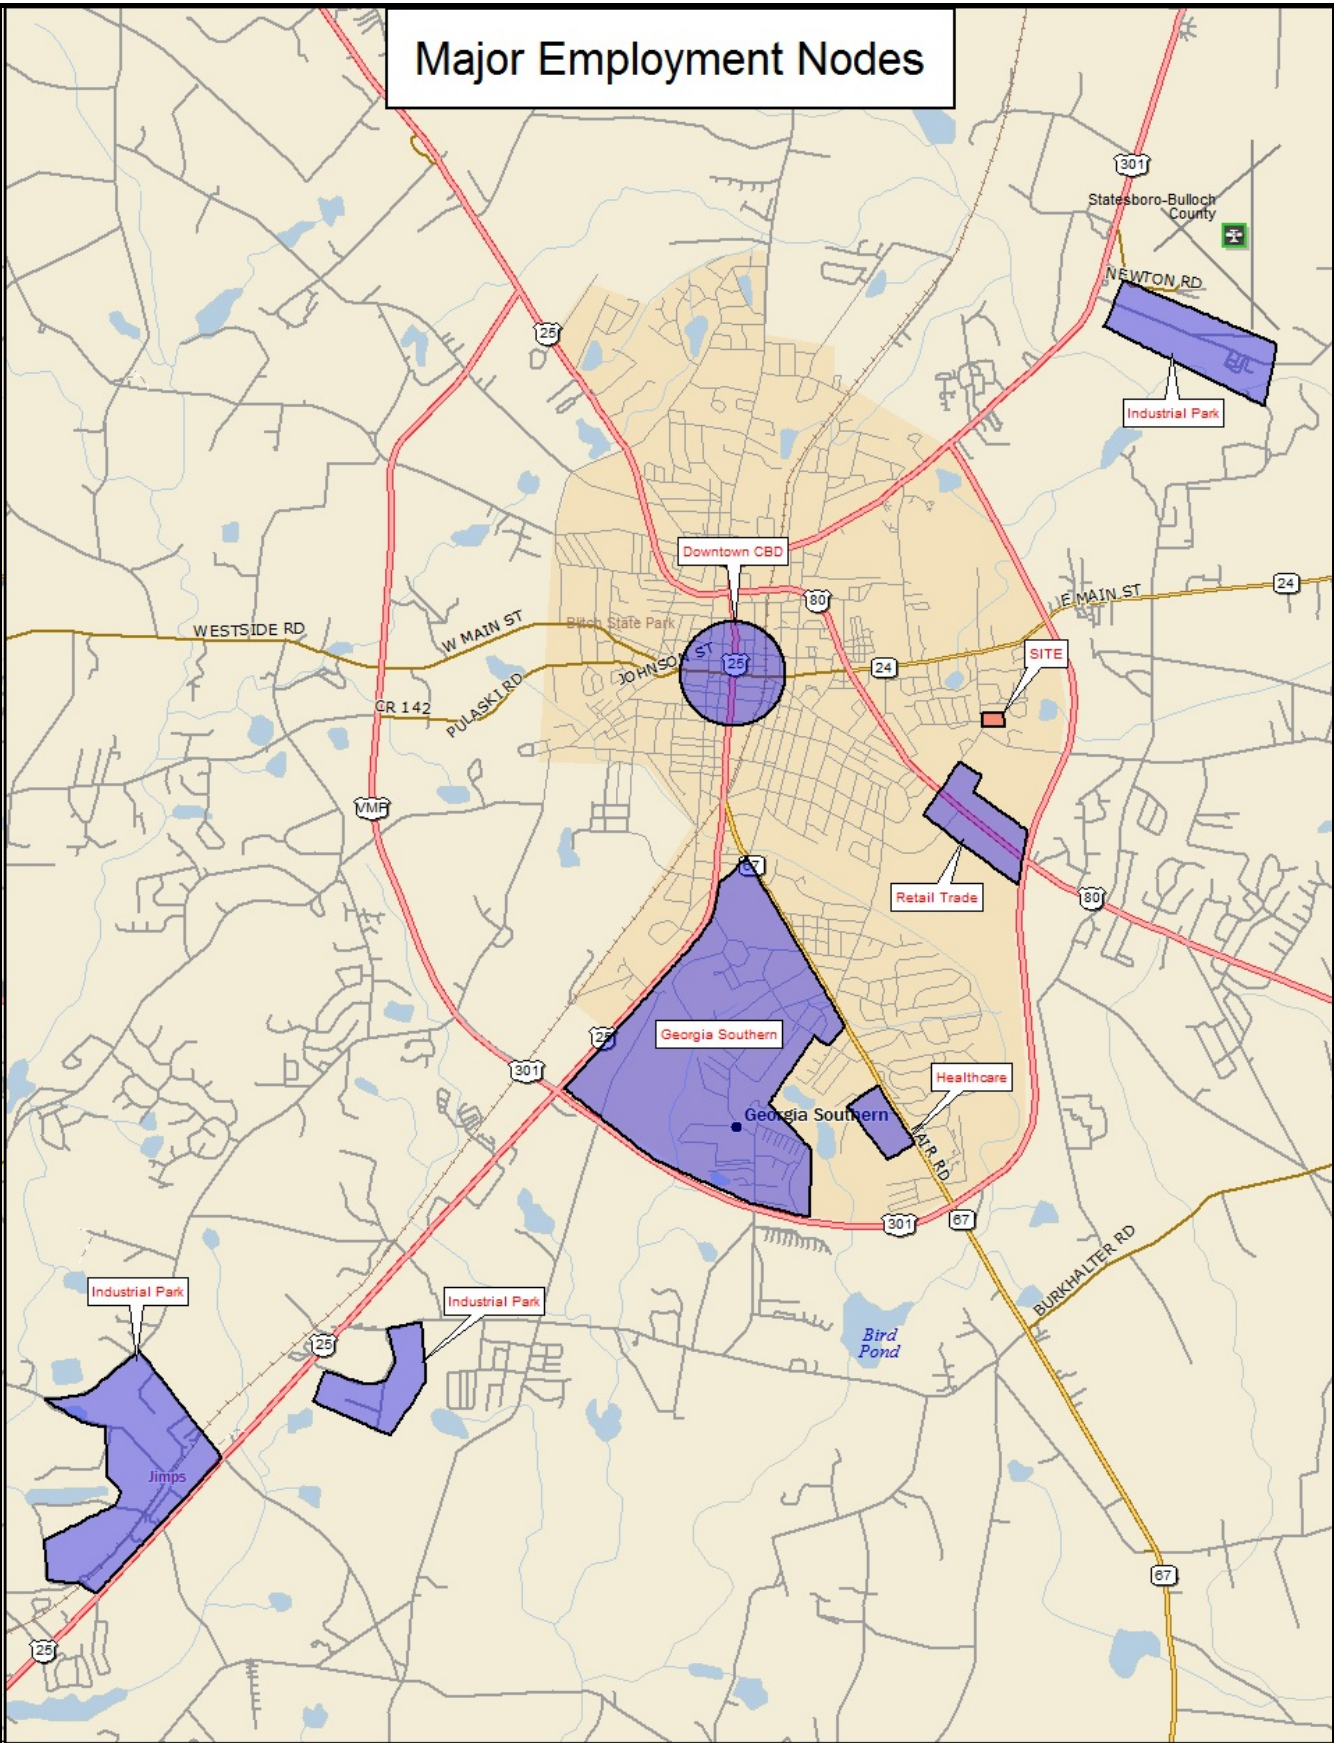 Major Employment Nodes
301
Statesboro-Bulloch
County
NEWTON RD
25
Industrial Park
Downtown CBD
80
24
E MAIN ST
WESTSIDE RD
W MAIN ST
Blitch State Park
JOHNSON ST
25
24
SITE
CR 142
PULASKI RD
VMP
67
Retail Trade
80
25
Georgia Southern
301
Healthcare
Georgia Southern
301
67
BURKHALTER RD
Industrial Park
Industrial Park
25
Bird
Pond
Jimps
67
25